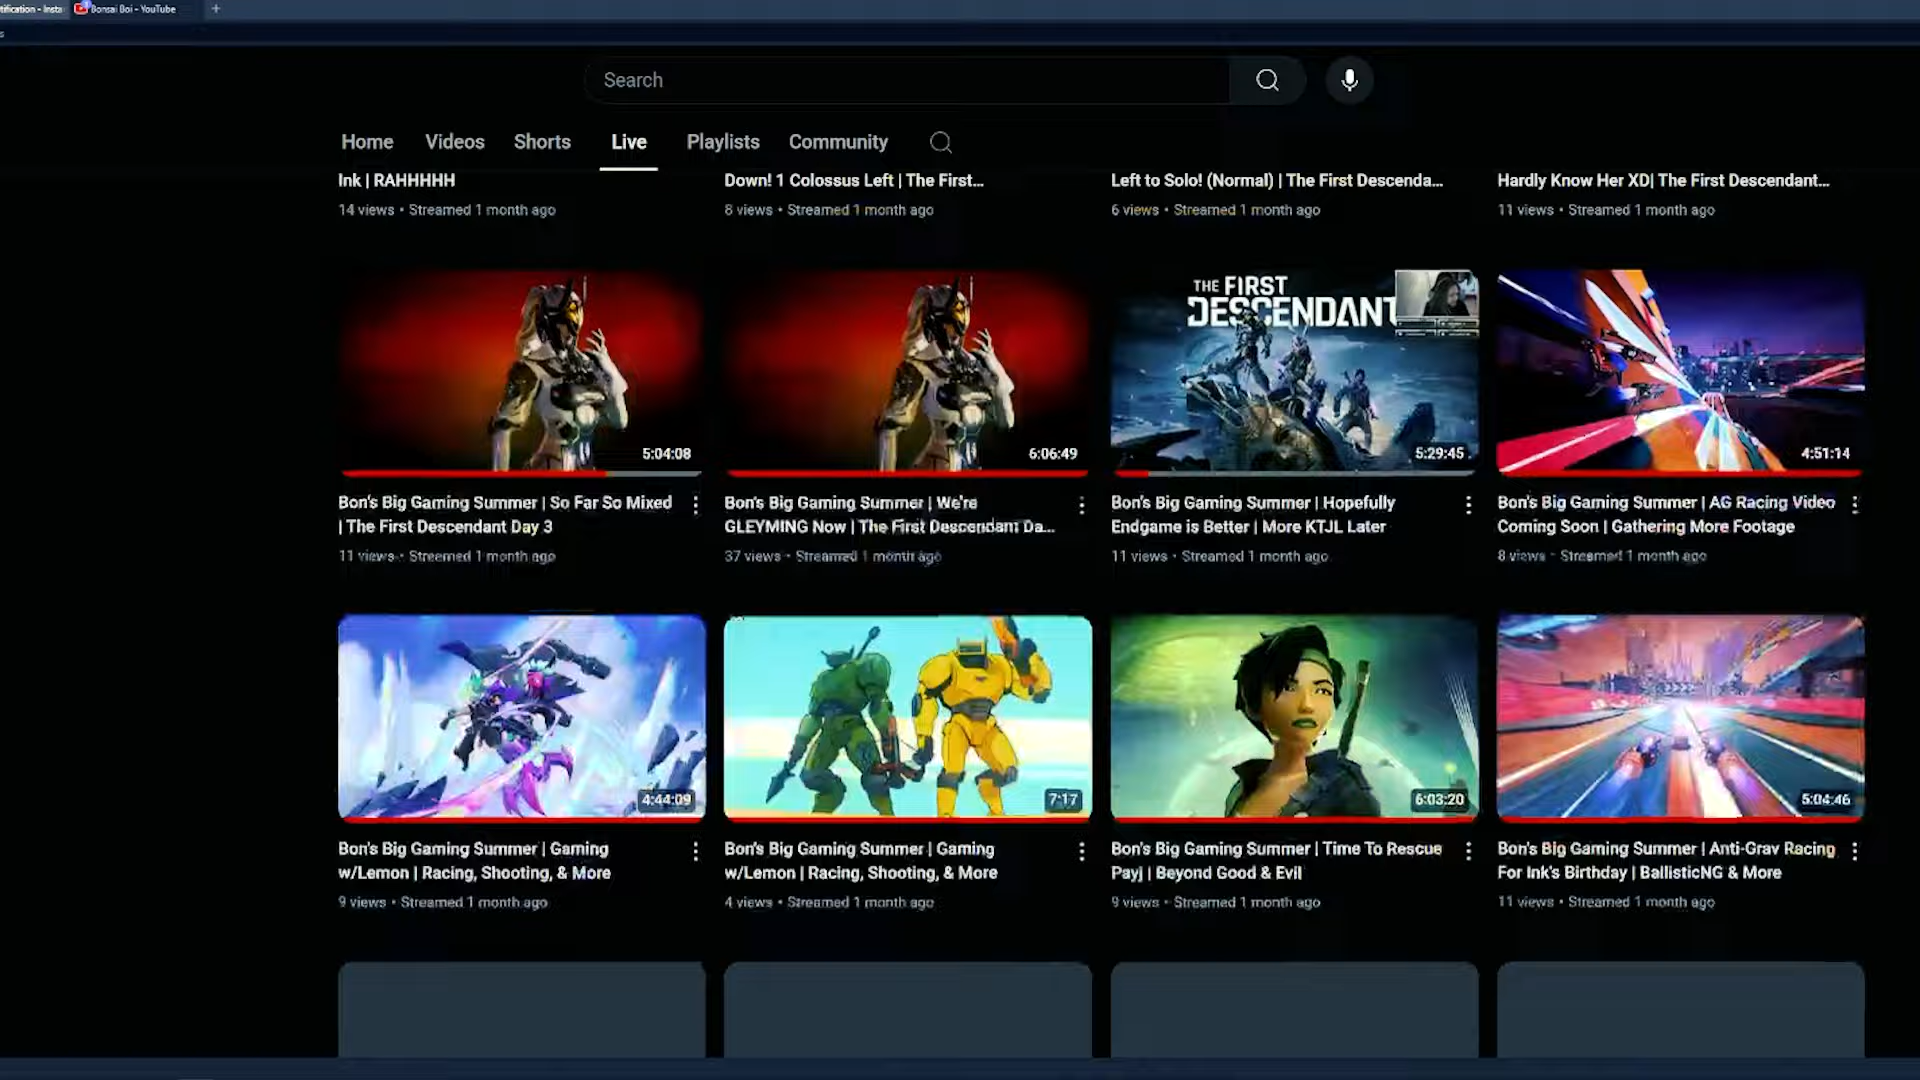 tification - Insta
Bonsai Boi - YouTube
s
Search
Home Videos Shorts Live Playlists Community
Ink | RAHHHHH
14 views • Streamed 1 month ago
Down! 1 Colossus Left | The First...
8 views • Streamed 1 month ago
Left to Solo! (Normal) | The First Descenda...
6 views • Streamed 1 month ago
Hardly Know Her XD| The First Descendant...
11 views • Streamed 1 month ago
5:04:08
Bon's Big Gaming Summer | So Far So Mixed
| The First Descendant Day 3
11 views • Streamed 1 month ago
6:06:49
Bon's Big Gaming Summer | We're
GLEYMING Now | The First Descendant Da...
37 views • Streamed 1 month ago
THE FIRST
DESCENDANT
5:29:45
Bon's Big Gaming Summer | Hopefully
Endgame is Better | More KTJL Later
11 views • Streamed 1 month ago
4:51:14
Bon's Big Gaming Summer | AG Racing Video
Coming Soon | Gathering More Footage
8 views • Streamed 1 month ago
4:44:09
Bon's Big Gaming Summer | Gaming
w/Lemon | Racing, Shooting, & More
9 views • Streamed 1 month ago
7:17
Bon's Big Gaming Summer | Gaming
w/Lemon | Racing, Shooting, & More
4 views • Streamed 1 month ago
6:03:20
Bon's Big Gaming Summer | Time To Rescue
Payj | Beyond Good & Evil
9 views • Streamed 1 month ago
5:04:46
Bon's Big Gaming Summer | Anti-Grav Racing
For Ink's Birthday | BallisticNG & More
11 views • Streamed 1 month ago